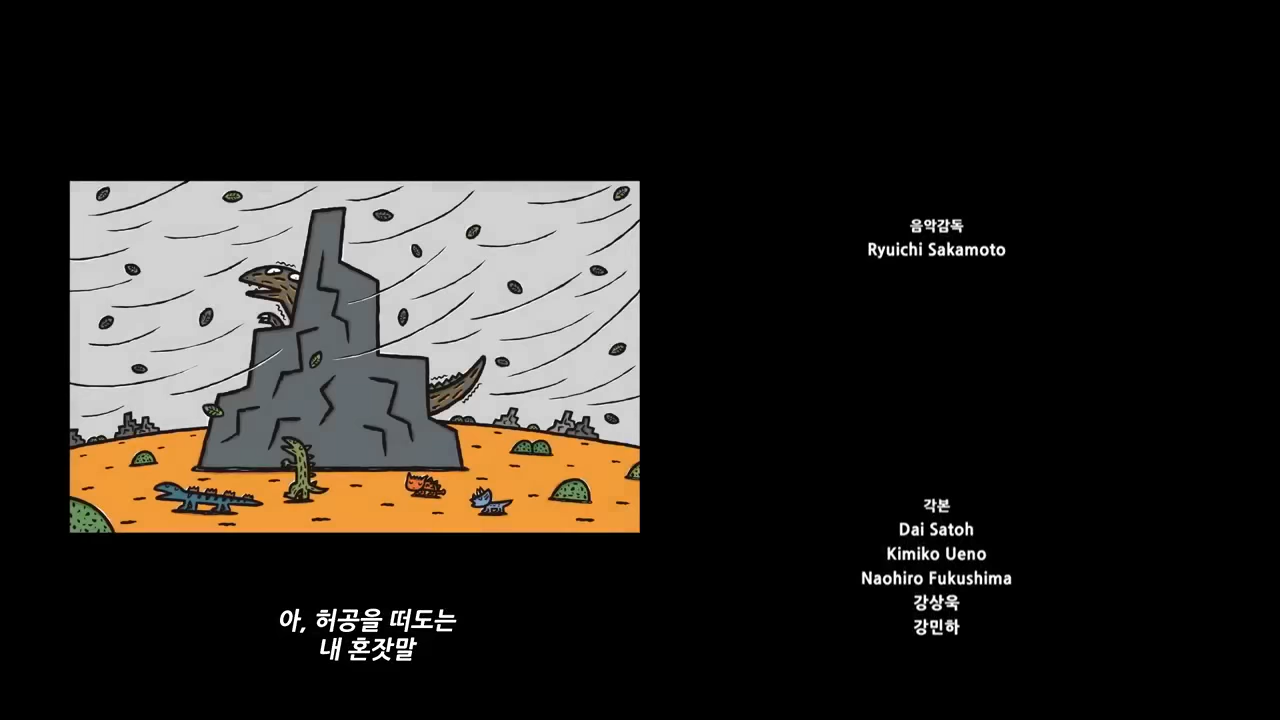 음악감독
Ryuichi Sakamoto
각본
Dai Satoh
Kimiko Ueno
Naohiro Fukushima
강상욱
강민하
아, 허공을 떠도는
내 혼잣말